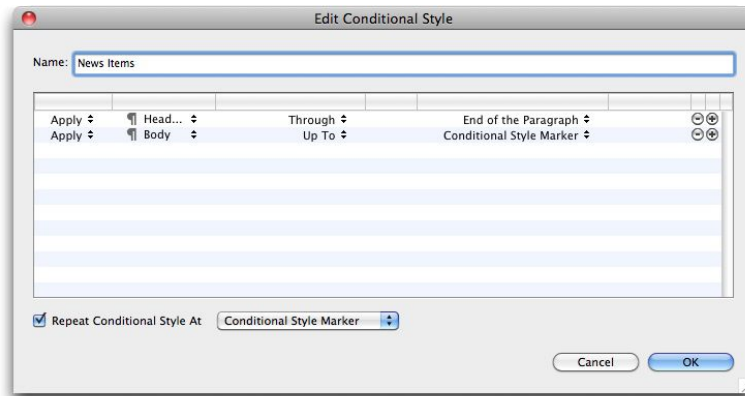 Edit Conditional Style
Name: News Items
Apply ¶ Head... Through End of the Paragraph
Apply ¶ Body Up To Conditional Style Marker
Repeat Conditional Style At Conditional Style Marker
Cancel OK